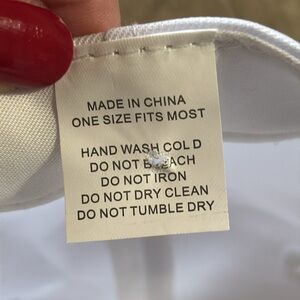 MADE IN CHINA
ONE SIZE FITS MOST
HAND WASH COLD
DO NOT BLEACH
DO NOT IRON
DO NOT DRY CLEAN
DO NOT TUMBLE DRY